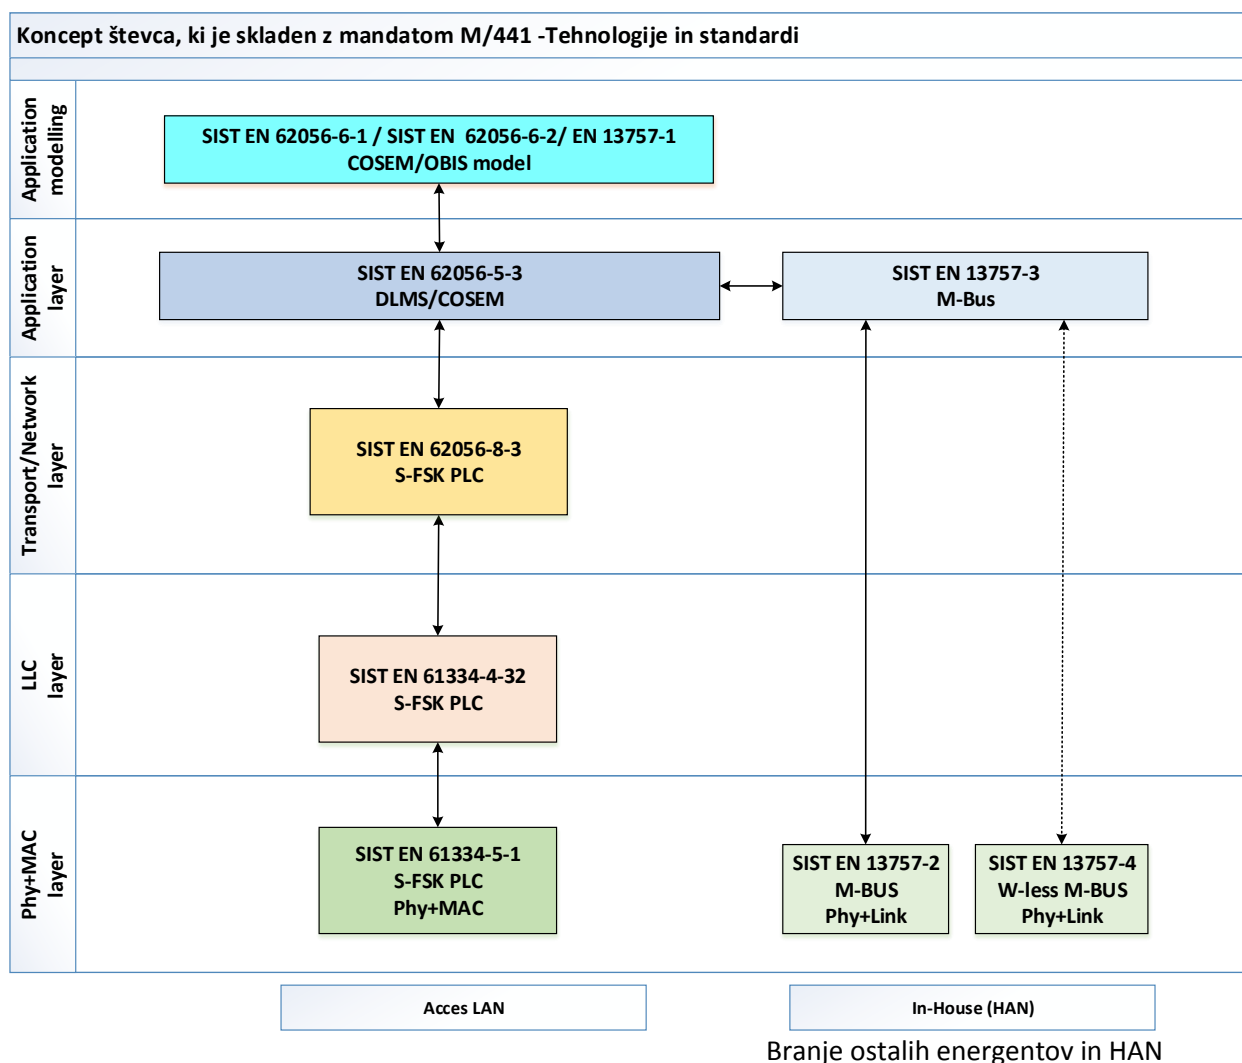 Koncept števca, ki je skladen z mandatom M/441 -Tehnologije in standardi
Application
modelling
SIST EN 62056-6-1 / SIST EN  62056-6-2/ EN 13757-1
COSEM/OBIS model
Application
layer
SIST EN 62056-5-3
DLMS/COSEM
SIST EN 13757-3
M-Bus
Transport/Network
layer
SIST EN 62056-8-3
S-FSK PLC
LLC
layer
SIST EN 61334-4-32
S-FSK PLC
Phy+MAC
layer
SIST EN 61334-5-1
S-FSK PLC
Phy+MAC
SIST EN 13757-2
M-BUS
Phy+Link
SIST EN 13757-4
W-less M-BUS
Phy+Link
Acces LAN
In-House (HAN)
Branje ostalih energentov in HAN